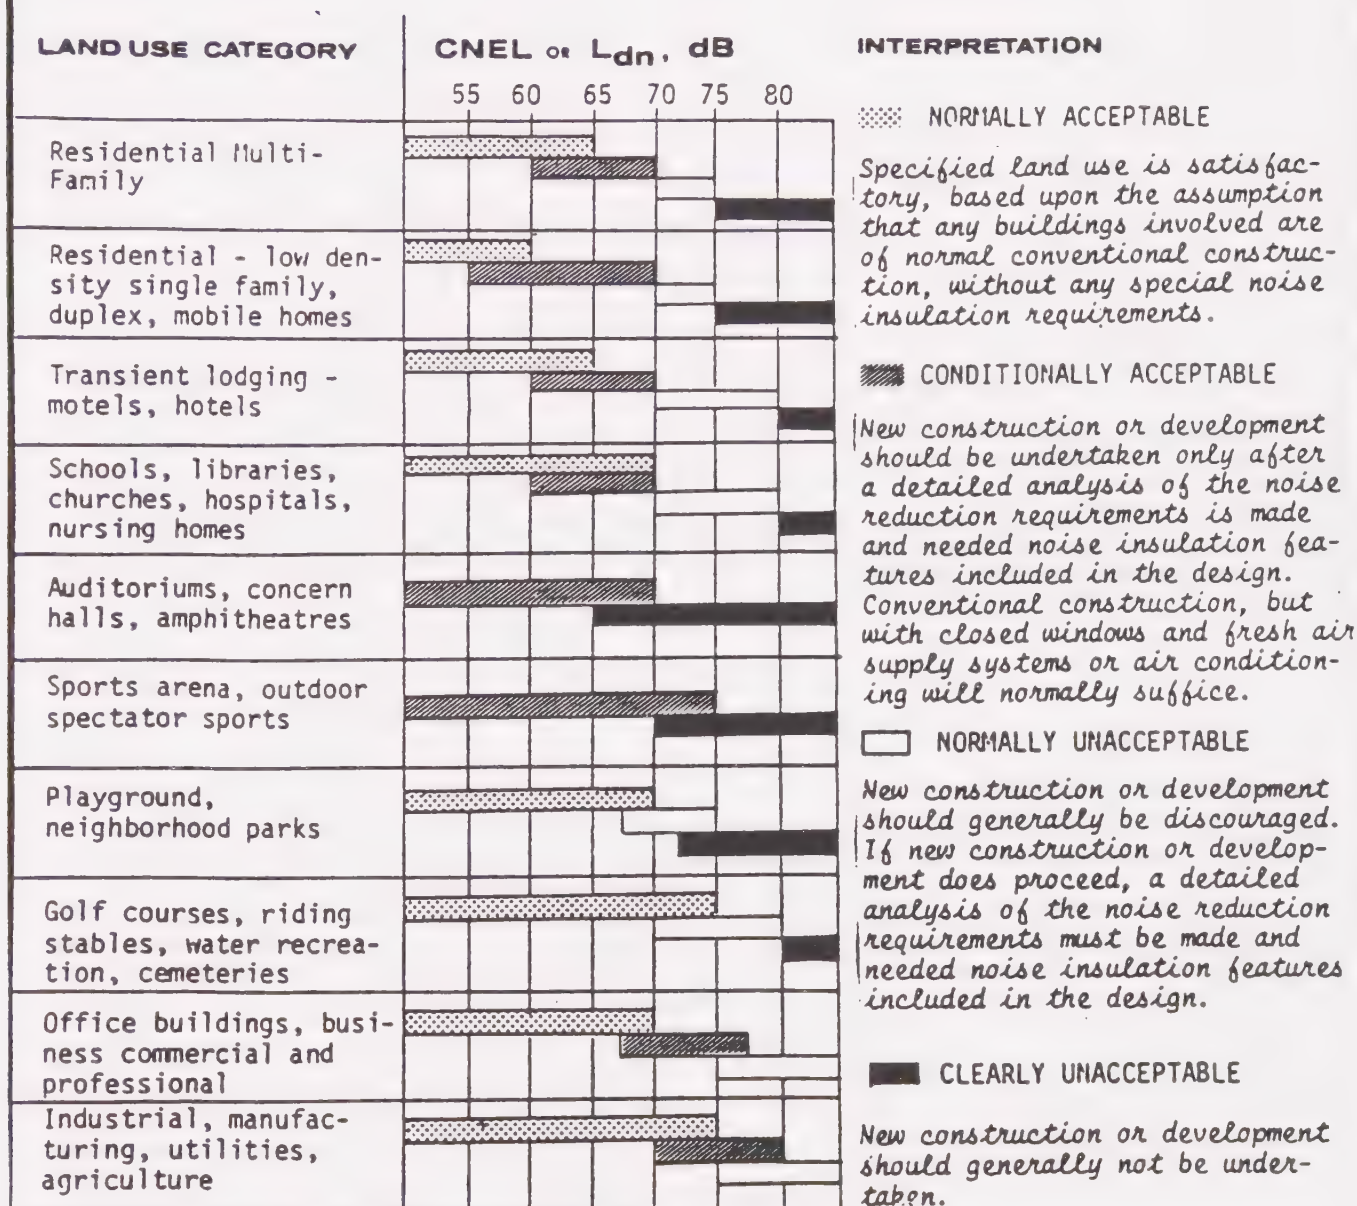 LAND USE CATEGORY
CNEL or Ldn, dB
55 60 65 70 75 80
Residential Multi-
Family
Residential - low den-
sity single family,
duplex, mobile homes
Transient lodging -
motels, hotels
Schools, libraries,
churches, hospitals,
nursing homes
Auditoriums, concern
halls, amphitheatres
Sports arena, outdoor
spectator sports
Playground,
neighborhood parks
Golf courses, riding
stables, water recrea-
tion, cemeteries
Office buildings, busi-
ness commercial and
professional
Industrial, manufac-
turing, utilities,
agriculture
INTERPRETATION
NORMALLY ACCEPTABLE
Specified land use is satisfac-
tory, based upon the assumption
that any buildings involved are
of normal conventional construc-
tion, without any special noise
insulation requirements.
CONDITIONALLY ACCEPTABLE
New construction or development
should be undertaken only after
a detailed analysis of the noise
reduction requirements is made
and needed noise insulation fea-
tures included in the design.
Conventional construction, but
with closed windows and fresh air
supply systems or air condition-
ing will normally suffice.
NORMALLY UNACCEPTABLE
New construction or development
should generally be discouraged.
If new construction or develop-
ment does proceed, a detailed
analysis of the noise reduction
requirements must be made and
needed noise insulation features
included in the design.
CLEARLY UNACCEPTABLE
New construction or development
should generally not be under-
taken.